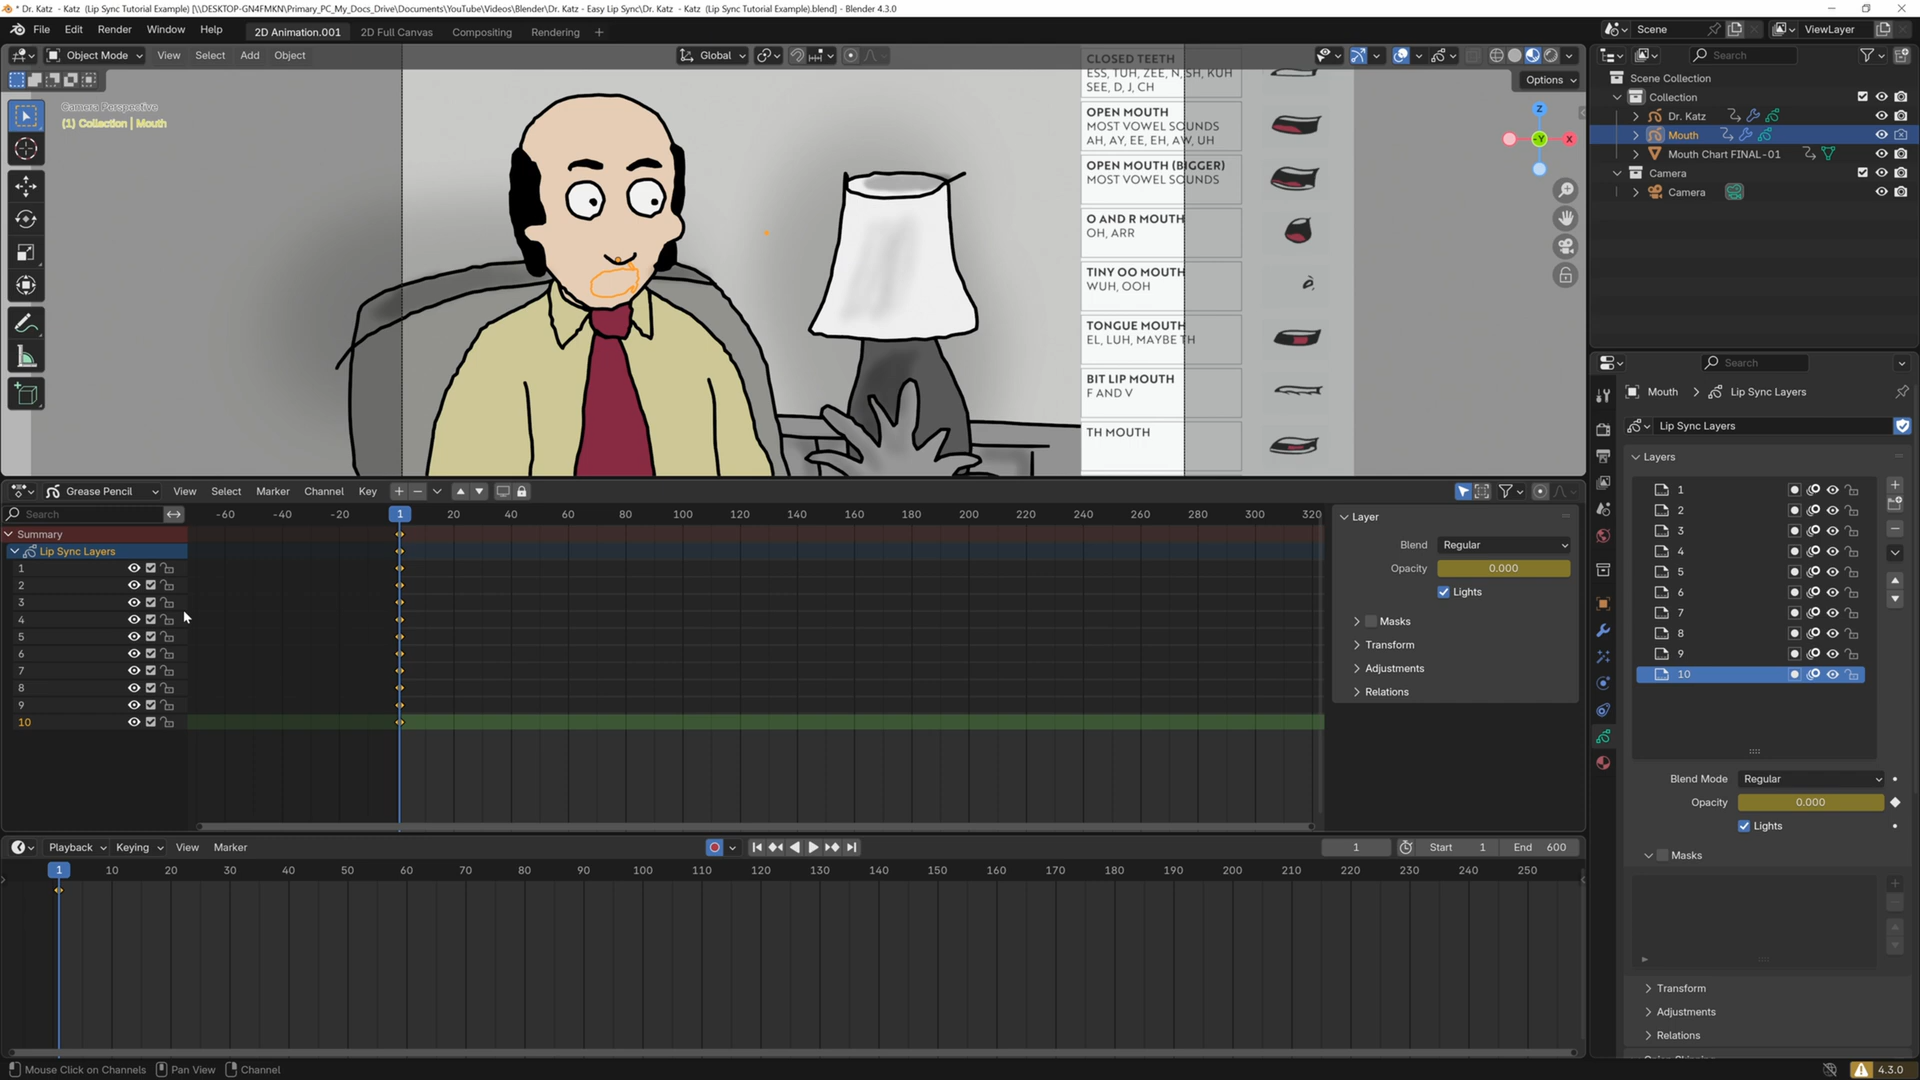 * Dr. Katz - Katz (Lip Sync Tutorial Example) [\\DESKTOP-GN4FMKN\Primary_PC_My_Docs_Drive\Documents\YouTube\Videos\Blender\Dr. Katz - Easy Lip Sync\Dr. Katz - Katz (Lip Sync Tutorial Example).blend] - Blender 4.3.0
File Edit Render Window Help 2D Animation.001 2D Full Canvas Compositing Rendering + Scene ViewLayer
Object Mode View Select Add Object Global Search
Options
Camera Perspective
(1) Collection | Mouth
Z
-Y
X
CLOSED TEETH
ESS, TUH, ZEE, N, SH, KUH
SEE, D, J, CH
OPEN MOUTH
MOST VOWEL SOUNDS
AH, AY, EE, EH, AW, UH
OPEN MOUTH (BIGGER)
MOST VOWEL SOUNDS
O AND R MOUTH
OH, ARR
TINY OO MOUTH
WUH, OOH
TONGUE MOUTH
EL, LUH, MAYBE TH
BIT LIP MOUTH
F AND V
TH MOUTH
Scene Collection
Collection
Dr. Katz
Mouth
Mouth Chart FINAL-01
Camera
Camera
Search
Mouth > Lip Sync Layers
Lip Sync Layers
Layers
1
2
3
4
5
6
7
8
9
10
Blend Mode Regular
Opacity 0.000
Lights
Masks
Transform
Adjustments
Relations
Grease Pencil View Select Marker Channel Key
Search -60 -40 -20 1 20 40 60 80 100 120 140 160 180 200 220 240 260 280 300 320
Summary
Lip Sync Layers
1
2
3
4
5
6
7
8
9
10
Layer
Blend Regular
Opacity 0.000
Lights
Masks
Transform
Adjustments
Relations
Playback Keying View Marker 1 Start 1 End 600
1 10 20 30 40 50 60 70 80 90 100 110 120 130 140 150 160 170 180 190 200 210 220 230 240 250
Mouse Click on Channels Pan View Channel 4.3.0